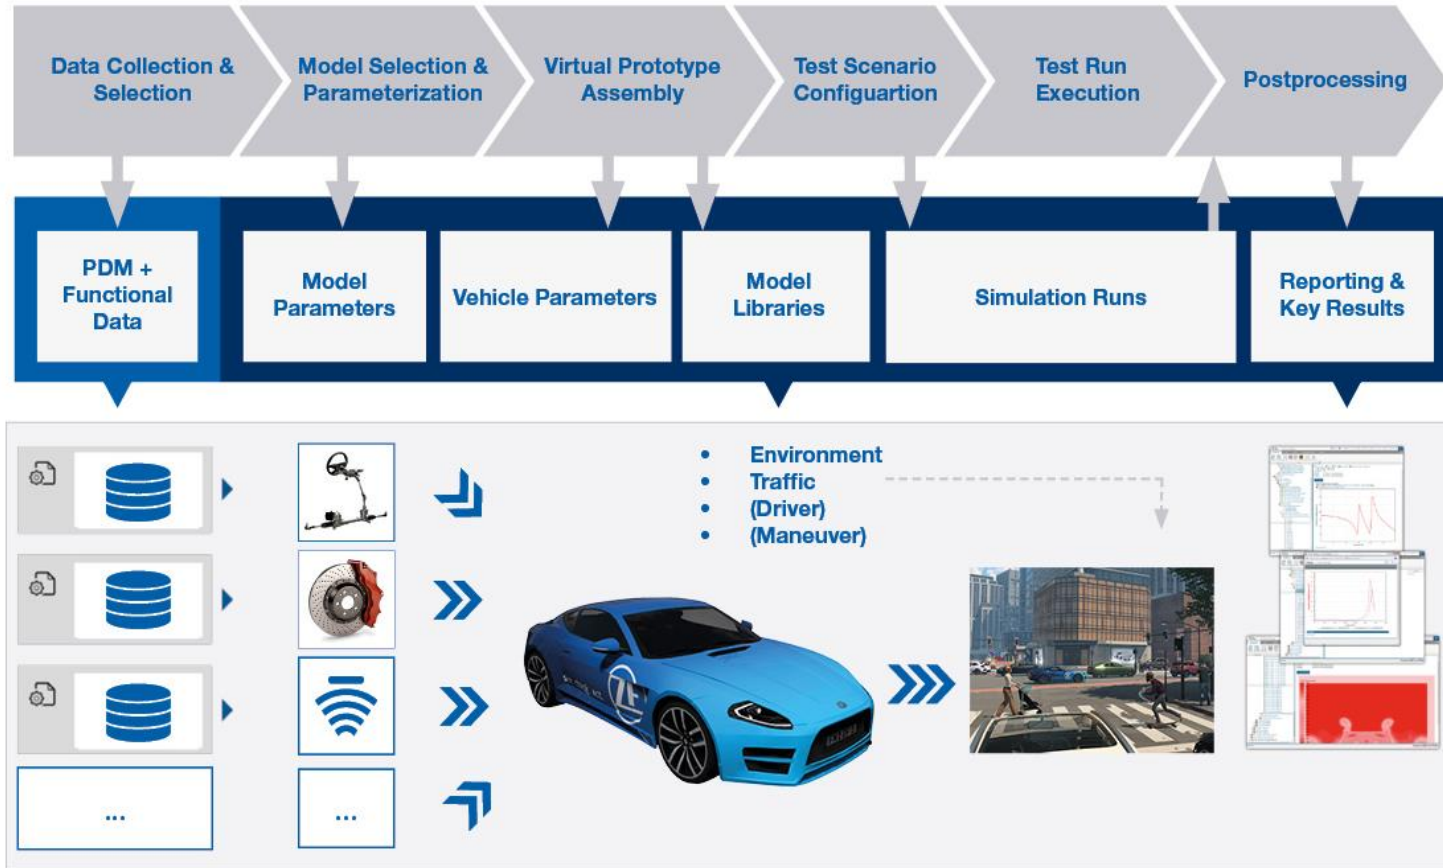 Data Collection &
Selection
Model Selection &
Parameterization
Virtual Prototype
Assembly
Test Scenario
Configuartion
Test Run
Execution
Postprocessing
PDM +
Functional
Data
Model
Parameters
Vehicle Parameters
Model
Libraries
Simulation Runs
Reporting &
Key Results
• Environment
• Traffic
• (Driver)
• (Maneuver)
ZF
...
...